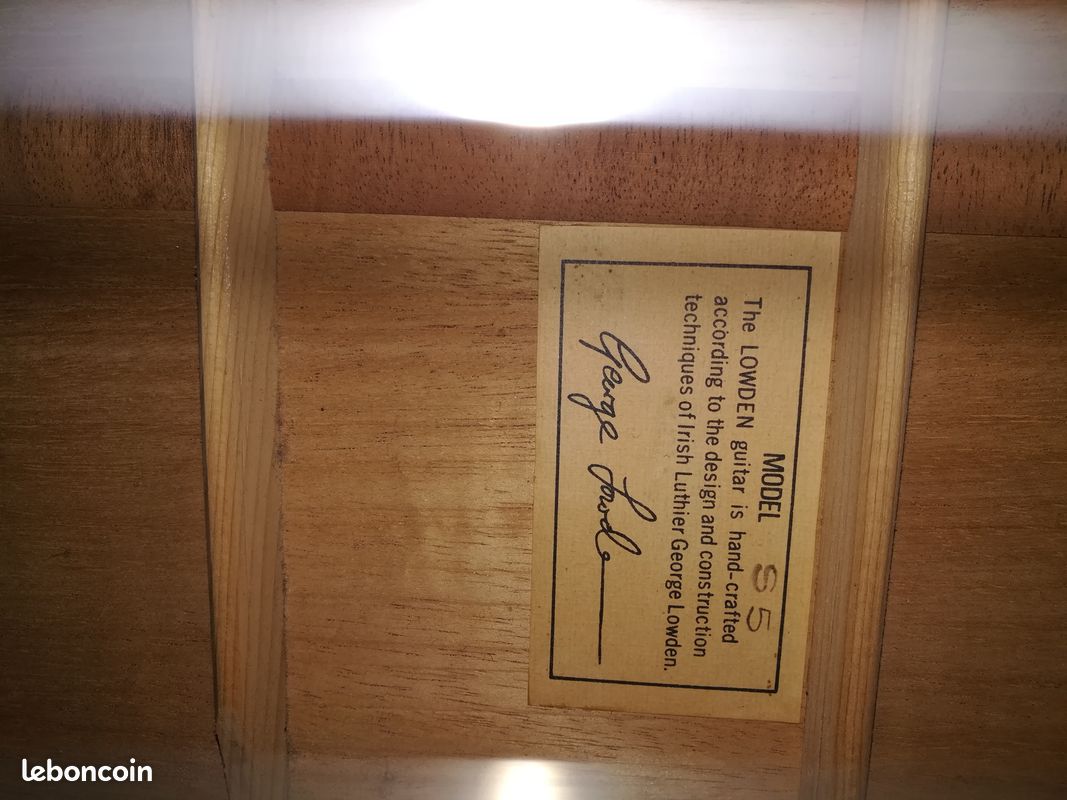 MODEL S5
The LOWDEN guitar is hand-crafted
according to the design and construction
techniques of Irish Luthier George Lowden.
George Lowden
leboncoin